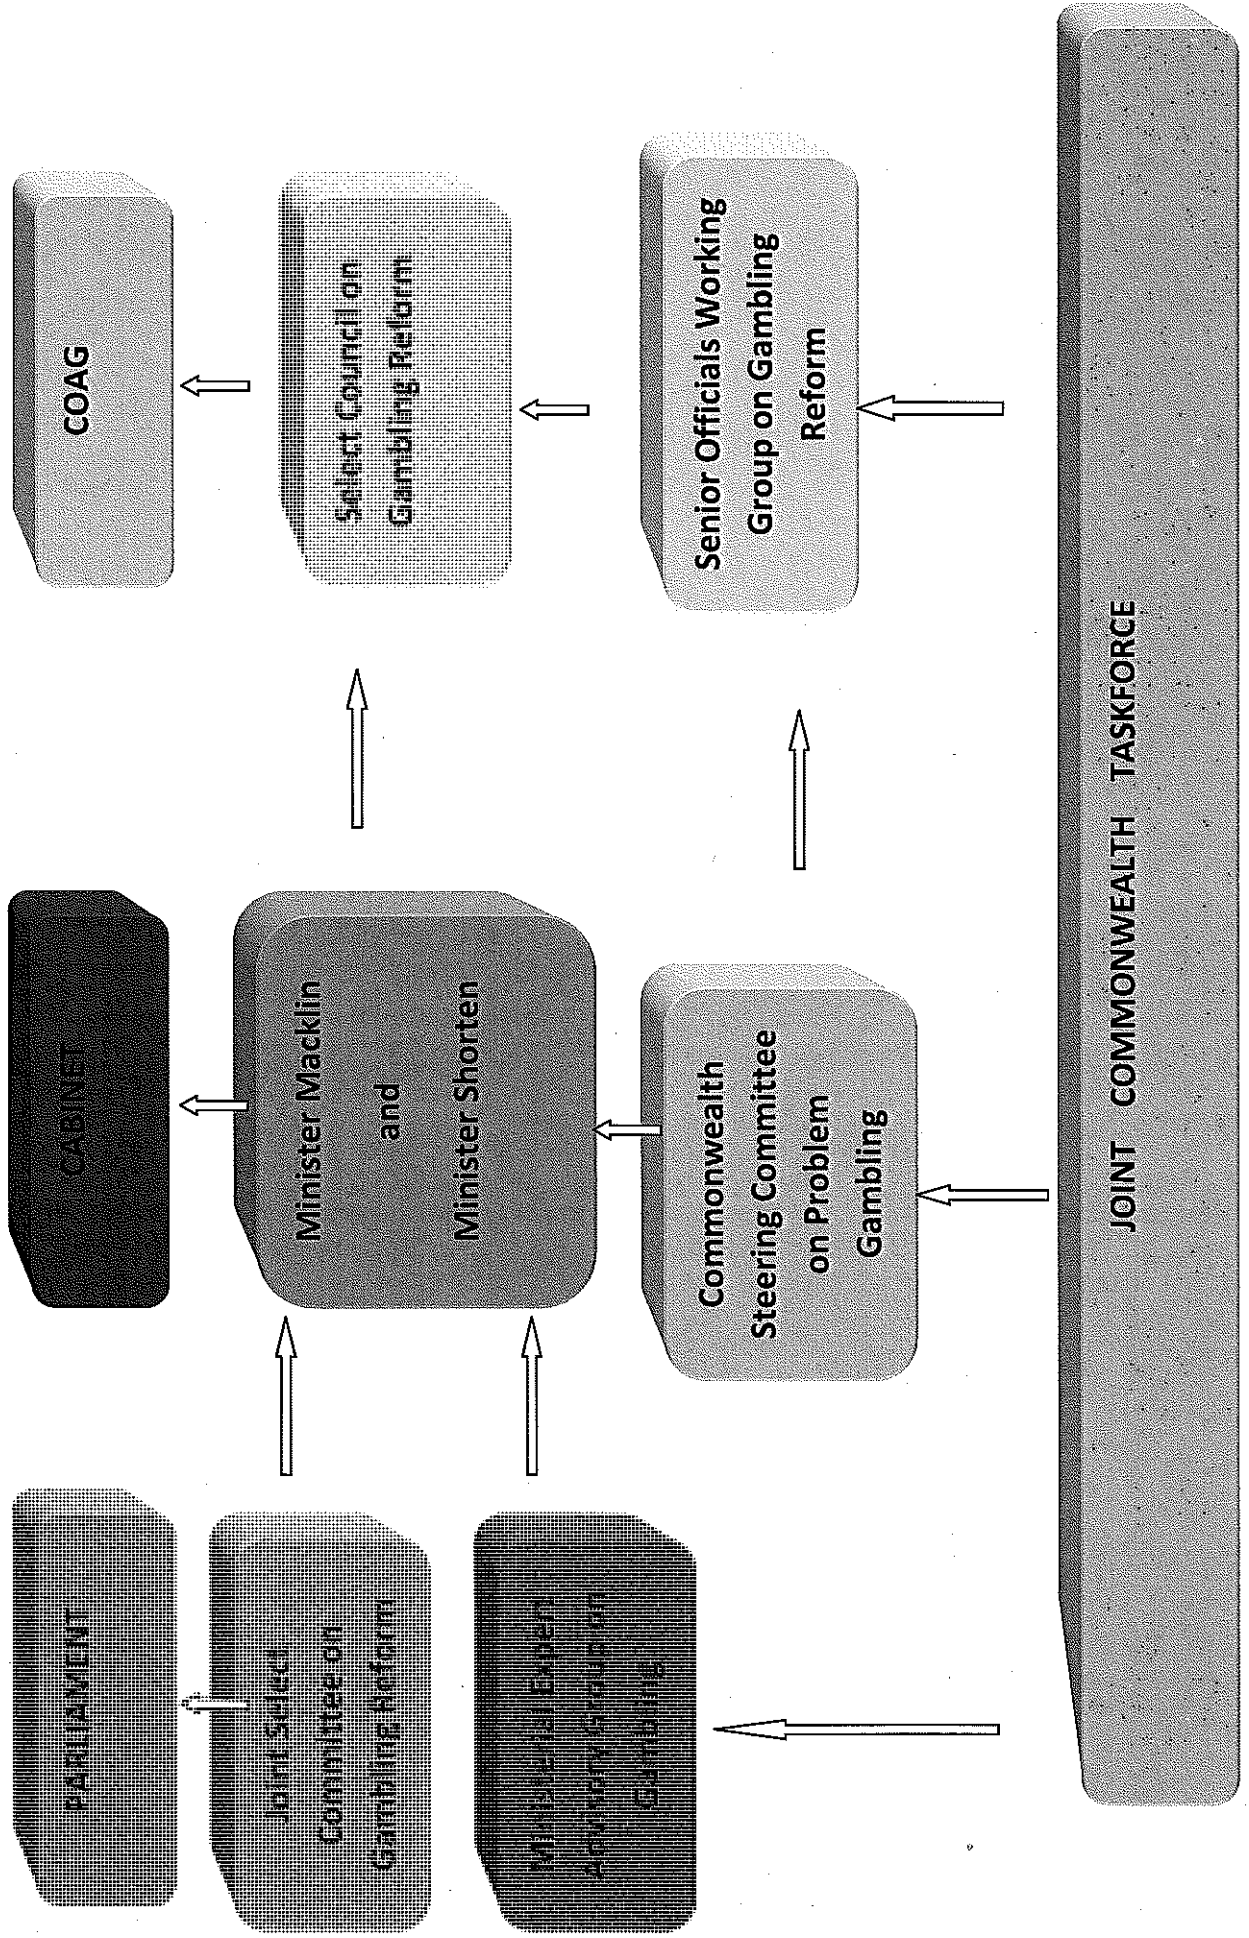 PARLIAMENT
CABINET
COAG
Joint Select
Committee on
Gambling Reform
Minister Macklin
and
Minister Shorten
Select Council on
Gambling Reform
Ministerial Expert
Advisory Group on
Gambling
Commonwealth
Steering Committee
on Problem
Gambling
Senior Officials Working
Group on Gambling
Reform
JOINT COMMONWEALTH TASKFORCE